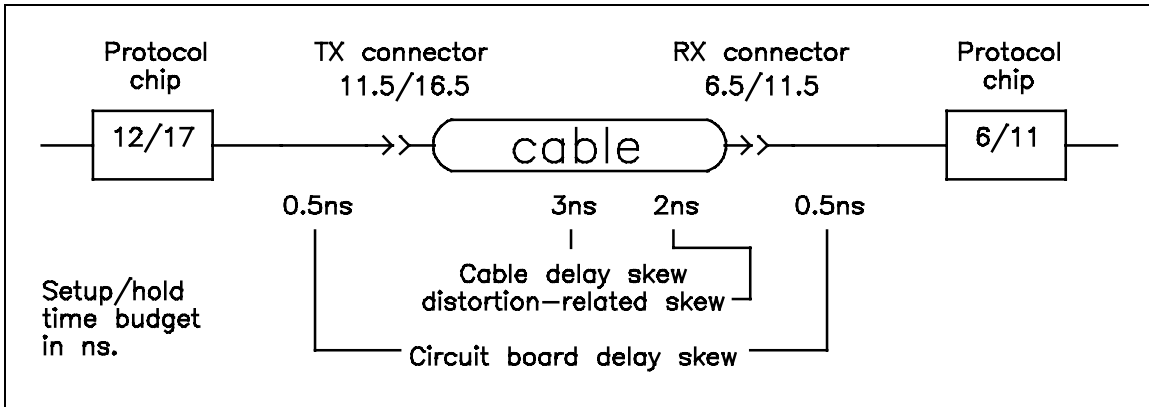 Protocol
chip
TX connector
11.5/16.5
RX connector
6.5/11.5
Protocol
chip
12/17
cable
6/11
0.5ns
3ns
2ns
0.5ns
Cable delay skew
distortion-related skew
Setup/hold
time budget
in ns.
Circuit board delay skew